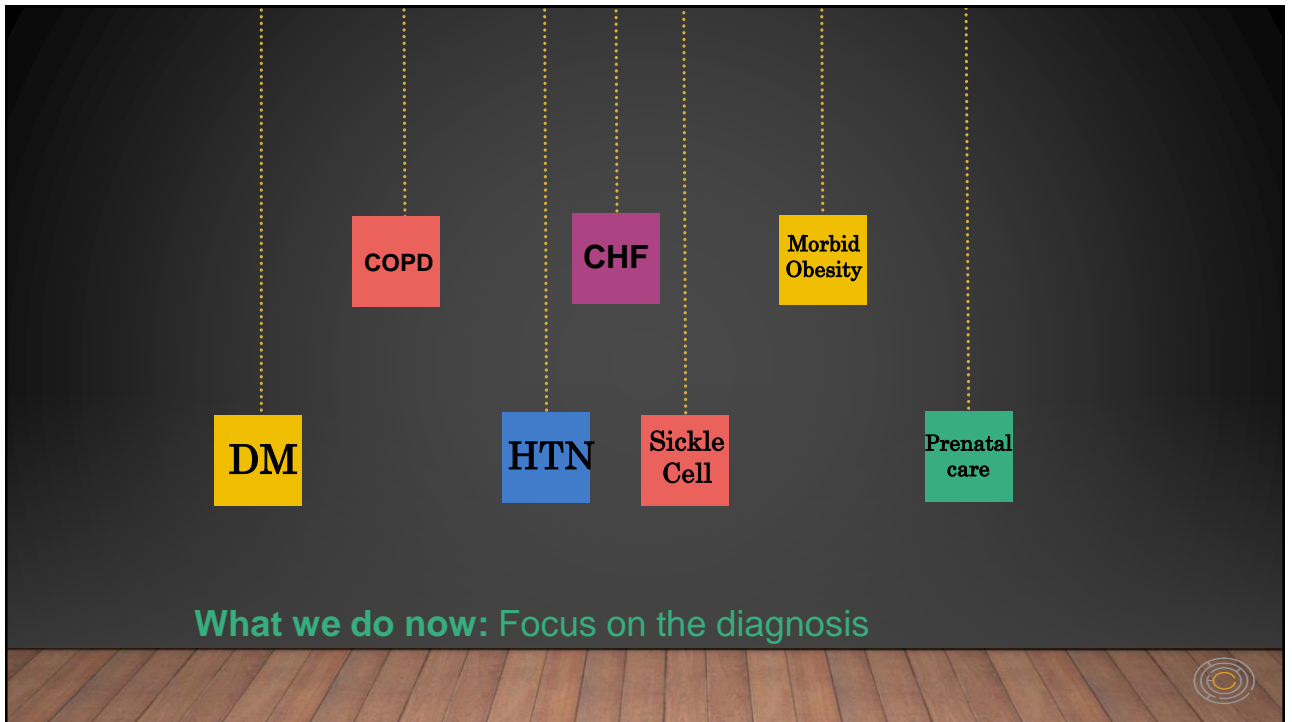 COPD
CHF
Morbid
Obesity
DM
HTN
Sickle
Cell
Prenatal
care
What we do now: Focus on the diagnosis